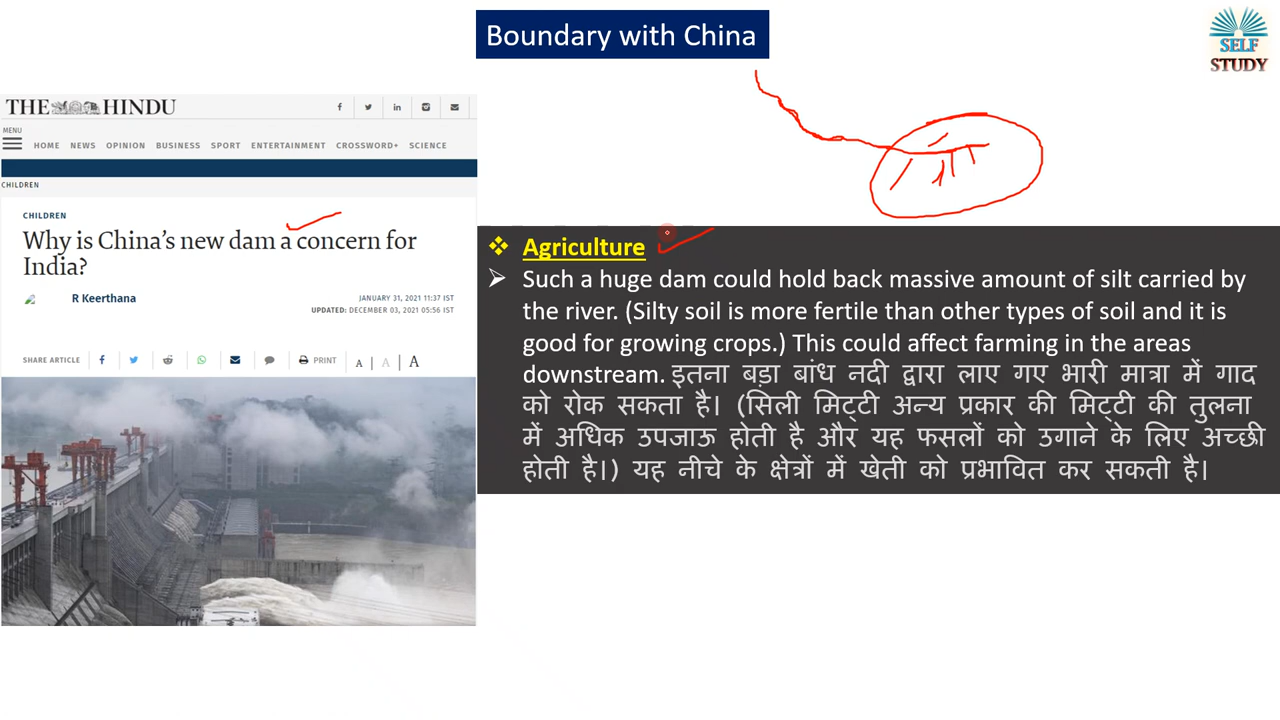 Boundary with China
SELF
STUDY
THE HINDU
MENU
HOME NEWS OPINION BUSINESS SPORT ENTERTAINMENT CROSSWORD+ SCIENCE
CHILDREN
CHILDREN
Why is China's new dam a concern for
India?
R Keerthana
JANUARY 31, 2021 11:37 IST
UPDATED: DECEMBER 03, 2021 05:56 IST
SHARE ARTICLE PRINT A | A | A
Agriculture
Such a huge dam could hold back massive amount of silt carried by
the river. (Silty soil is more fertile than other types of soil and it is
good for growing crops.) This could affect farming in the areas
downstream. इतना बड़ा बांध नदी द्वारा लाए गए भारी मात्रा में गाद
को रोक सकता है। (सिली मिट्टी अन्य प्रकार की मिट्टी की तुलना
में अधिक उपजाऊ होती है और यह फसलों को उगाने के लिए अच्छी
होती है।) यह नीचे के क्षेत्रों में खेती को प्रभावित कर सकती है।